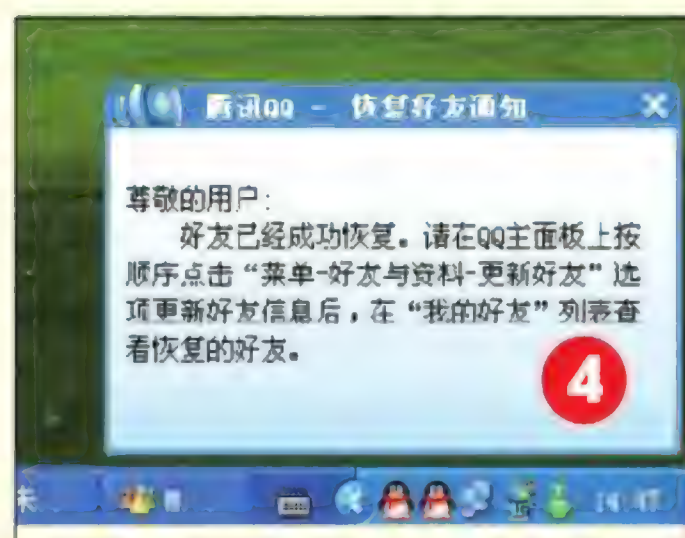 腾讯QQ - 恢复好友通知
尊敬的用户：
好友已经成功恢复。请在QQ主面板上按
顺序点击“菜单-好友与资料-更新好友”选
项更新好友信息后，在“我的好友”列表查
看恢复的好友。
4